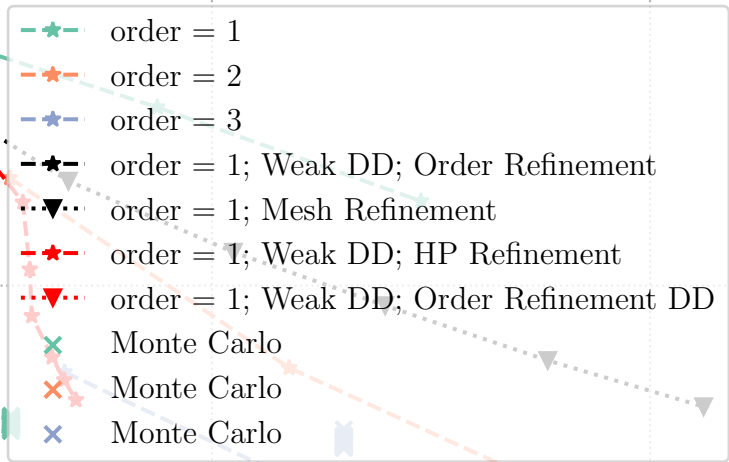 order = 1
order = 2
order = 3
order = 1; Weak DD; Order Refinement
order = 1; Mesh Refinement
order = 1; Weak DD; HP Refinement
order = 1; Weak DD; Order Refinement DD
Monte Carlo
Monte Carlo
Monte Carlo